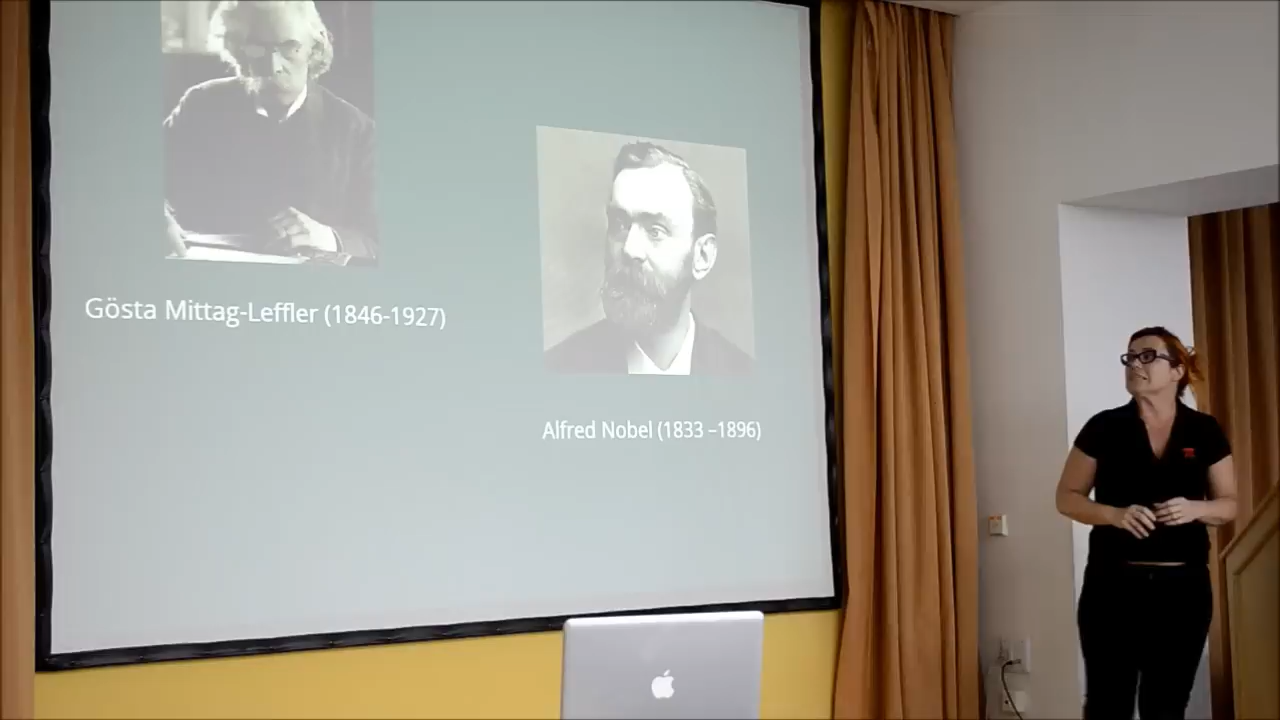 Gösta Mittag-Leffler (1846-1927)
Alfred Nobel (1833 –1896)